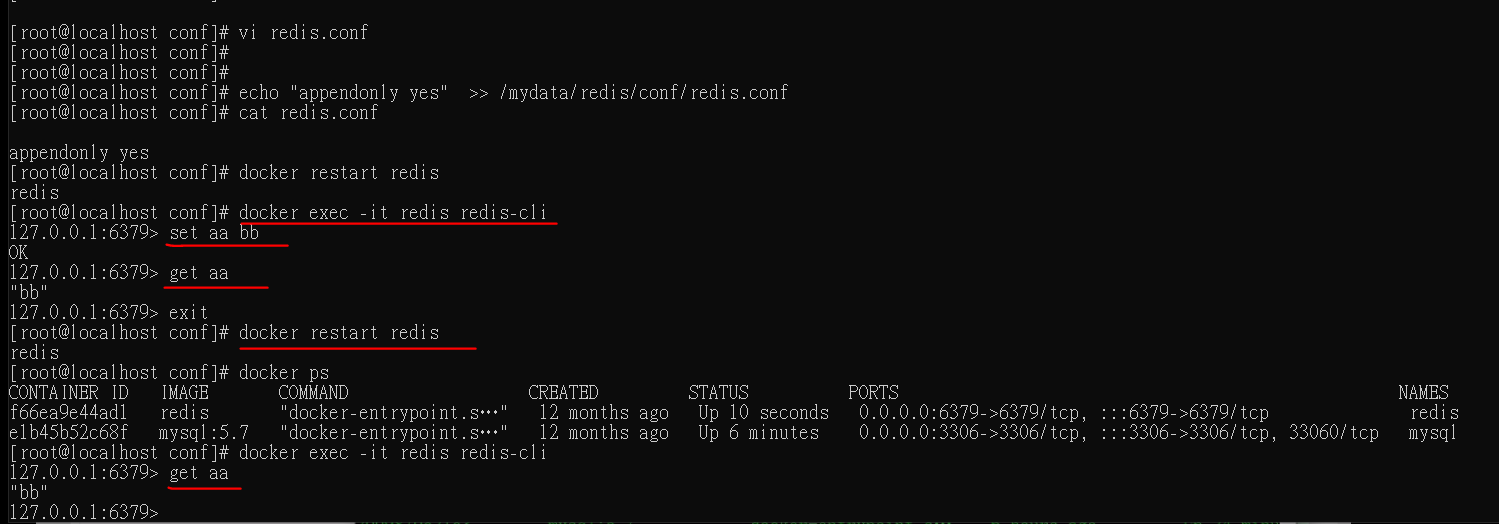 [root@localhost conf]# vi redis.conf
[root@localhost conf]#
[root@localhost conf]#
[root@localhost conf]# echo "appendonly yes"  >> /mydata/redis/conf/redis.conf
[root@localhost conf]# cat redis.conf
appendonly yes
[root@localhost conf]# docker restart redis
redis
[root@localhost conf]# docker exec -it redis redis-cli
127.0.0.1:6379> set aa bb
OK
127.0.0.1:6379> get aa
"bb"
127.0.0.1:6379> exit
[root@localhost conf]# docker restart redis
redis
[root@localhost conf]# docker ps
CONTAINER ID   IMAGE       COMMAND                  CREATED         STATUS          PORTS                                                  NAMES
f66ea9e44ad1   redis       "docker-entrypoint.s…"   12 months ago   Up 10 seconds   0.0.0.0:6379->6379/tcp, :::6379->6379/tcp              redis
e1b45b52c68f   mysql:5.7   "docker-entrypoint.s…"   12 months ago   Up 6 minutes    0.0.0.0:3306->3306/tcp, :::3306->3306/tcp, 33060/tcp   mysql
[root@localhost conf]# docker exec -it redis redis-cli
127.0.0.1:6379> get aa
"bb"
127.0.0.1:6379>